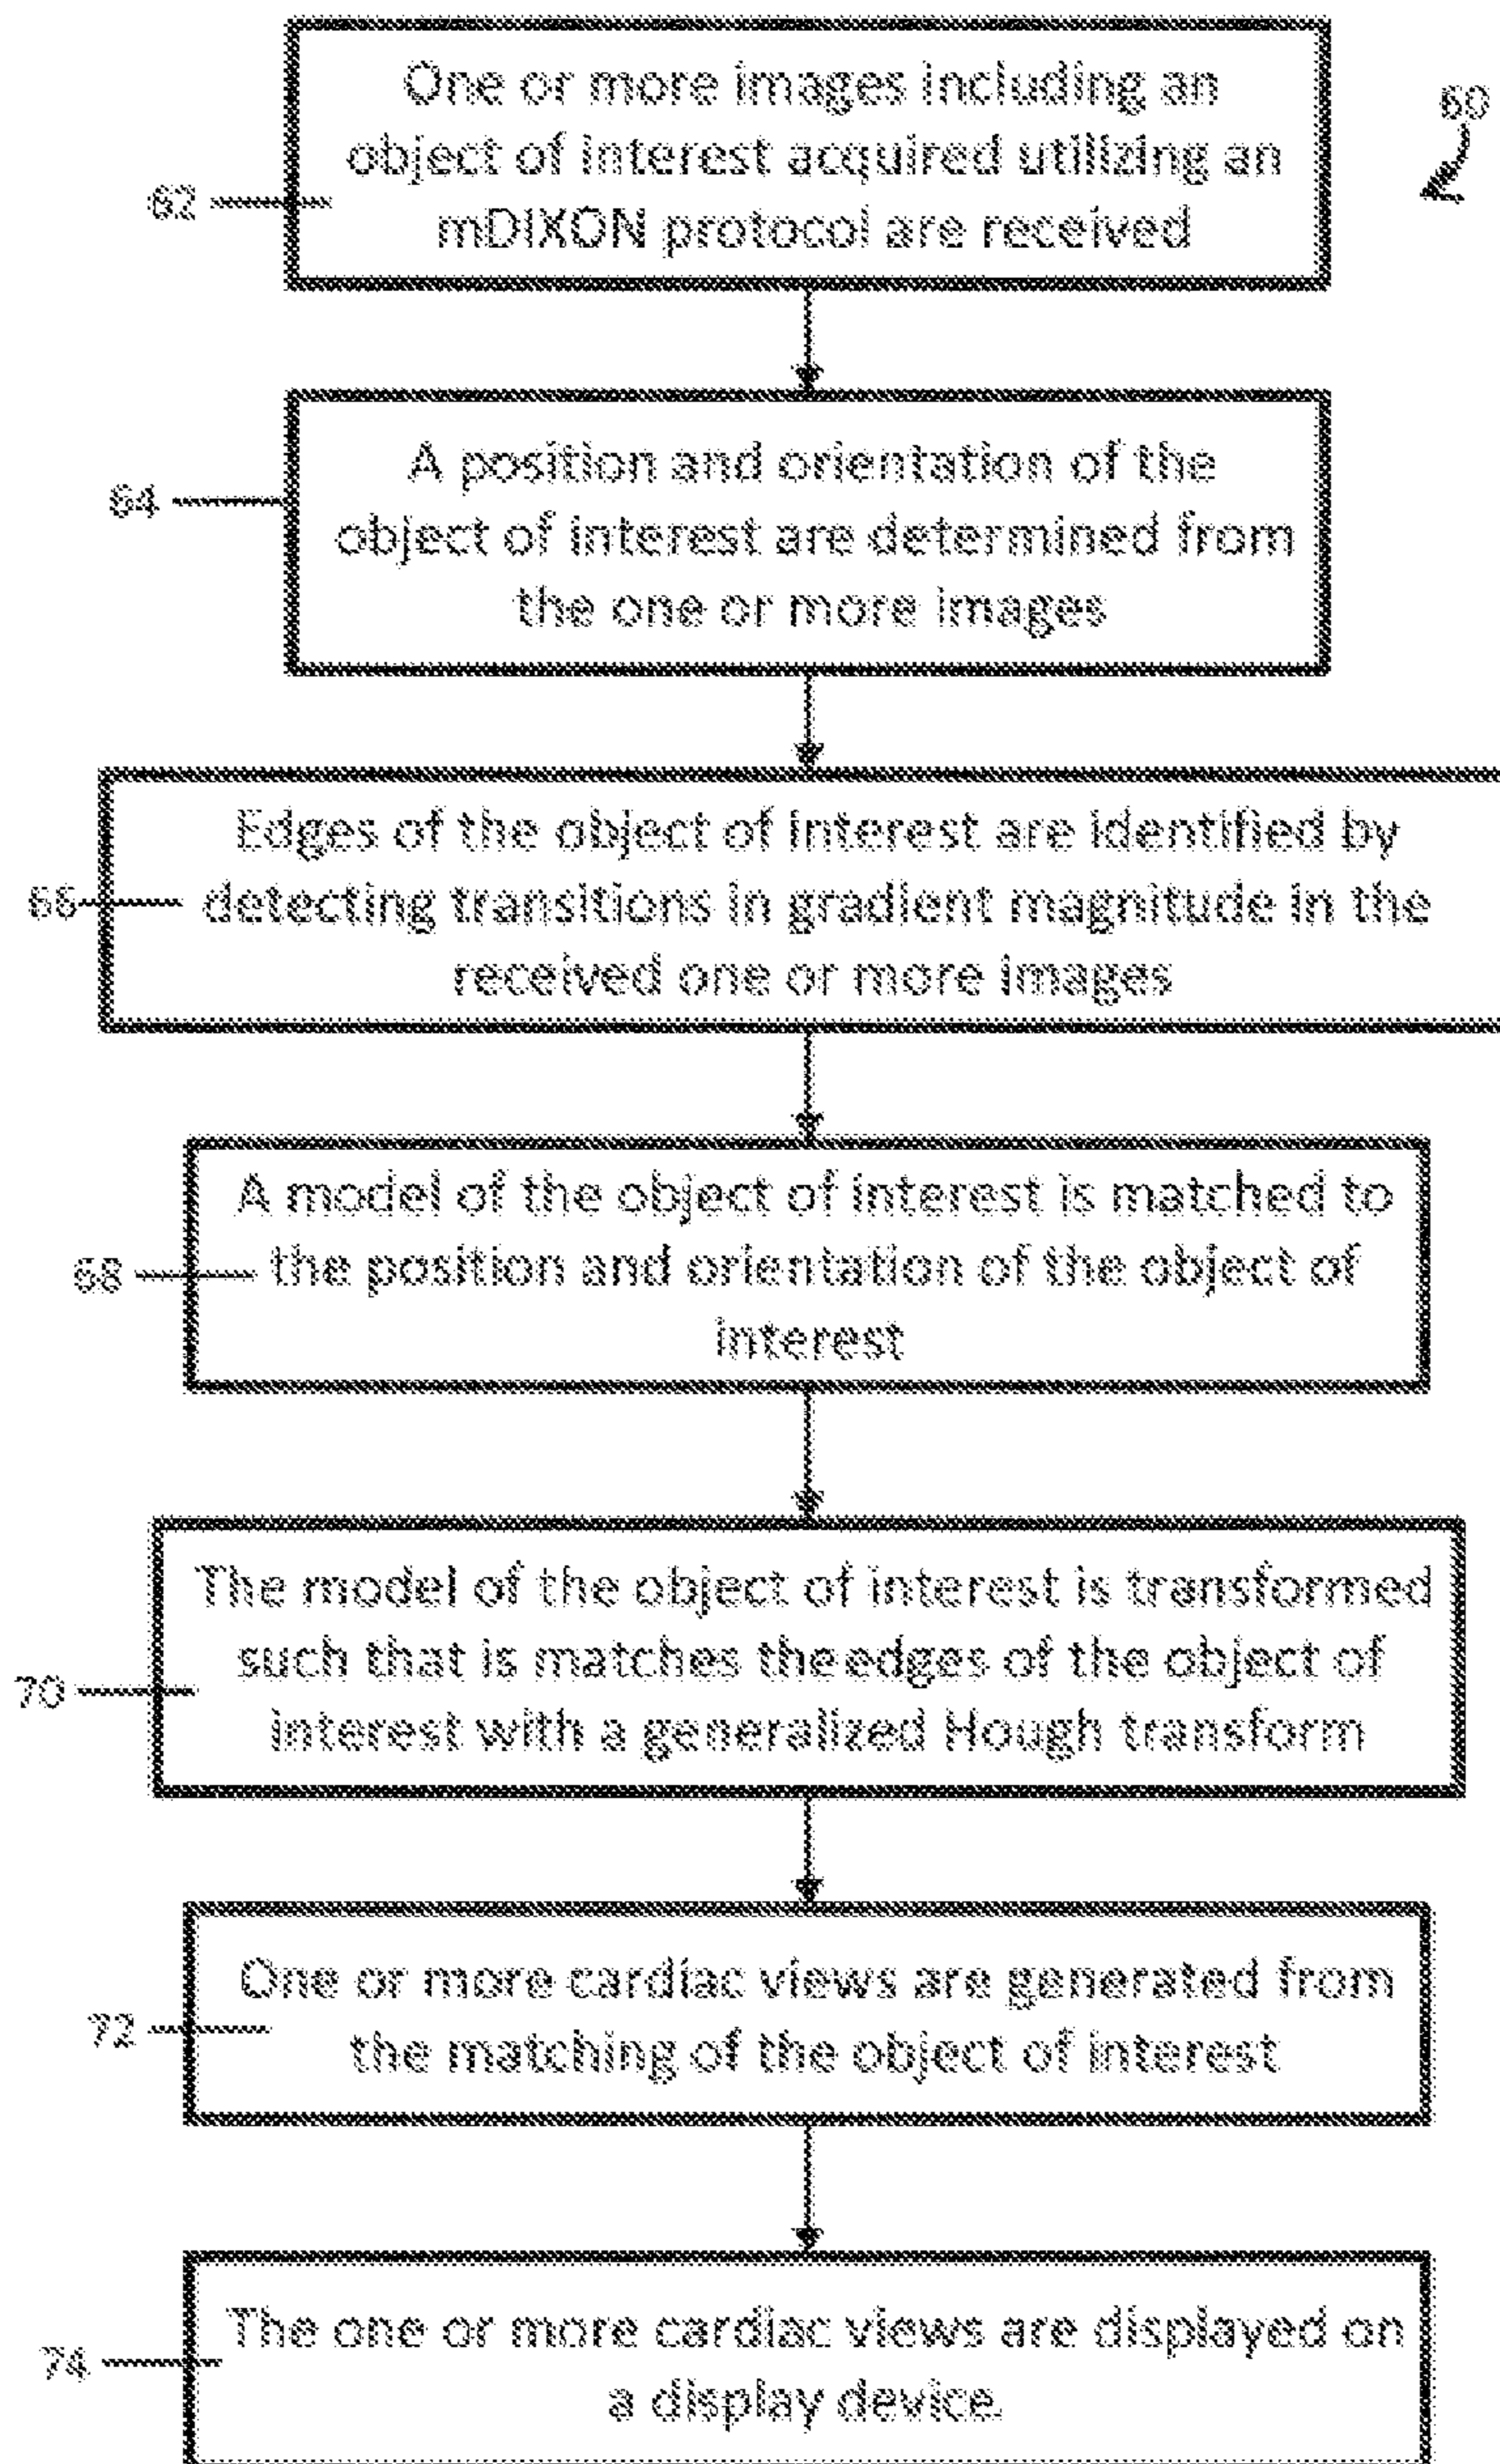 One or more images including an
object of interest acquired utilizing an
mDIXON protocol are received
60
62
A position and orientation of the
object of interest are determined from
the one or more images
64
Edges of the object of interest are identified by
detecting transitions in gradient magnitude in the
received one or more images
66
A model of the object of interest is matched to
the position and orientation of the object of
interest
68
The model of the object of interest is transformed
such that is matches the edges of the object of
interest with a generalized Hough transform
70
One or more cardiac views are generated from
the matching of the object of interest
72
The one or more cardiac views are displayed on
a display device.
74